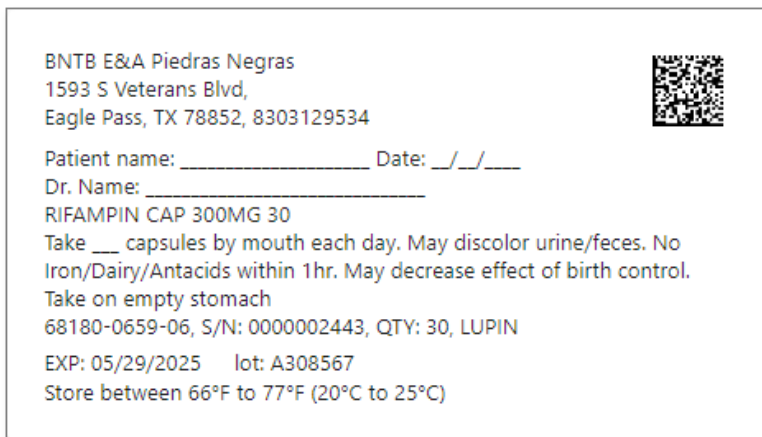 BNTB E&A Piedras Negras
1593 S Veterans Blvd,
Eagle Pass, TX 78852, 8303129534
Patient name: _____________________ Date: __/__/____
Dr. Name: _______________________________
RIFAMPIN CAP 300MG 30
Take ___ capsules by mouth each day. May discolor urine/feces. No
Iron/Dairy/Antacids within 1hr. May decrease effect of birth control.
Take on empty stomach
68180-0659-06, S/N: 0000002443, QTY: 30, LUPIN
EXP: 05/29/2025 lot: A308567
Store between 66°F to 77°F (20°C to 25°C)